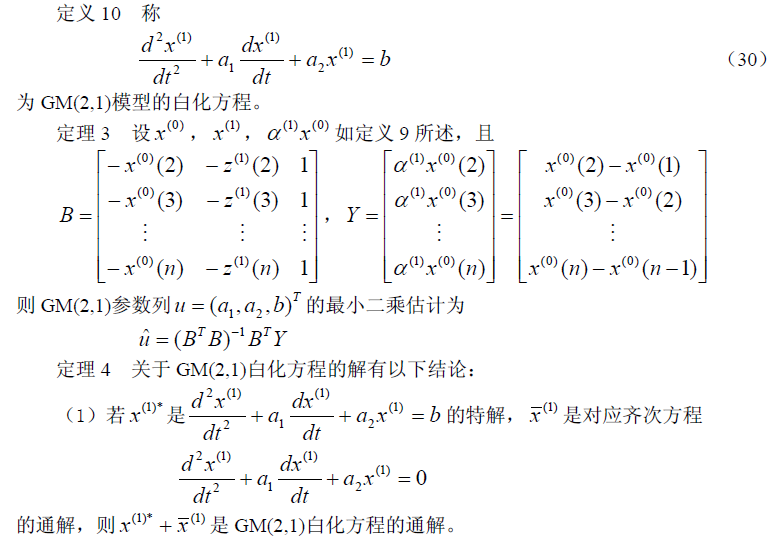 定义10 称
$$\frac{d^2x^{(1)}}{dt^2}+a_1\frac{dx^{(1)}}{dt}+a_2x^{(1)}=b$$ （30）
为 GM(2,1)模型的白化方程。
定理 3 设 $x^{(0)}$，$x^{(1)}$，$\alpha^{(1)}x^{(0)}$ 如定义 9 所述，且
$$B=\begin{bmatrix}-x^{(0)}(2) & -z^{(1)}(2) & 1\\ -x^{(0)}(3) & -z^{(1)}(3) & 1\\ \vdots & \vdots & \vdots\\ -x^{(0)}(n) & -z^{(1)}(n) & 1\end{bmatrix}，Y=\begin{bmatrix}\alpha^{(1)}x^{(0)}(2)\\ \alpha^{(1)}x^{(0)}(3)\\ \vdots\\ \alpha^{(1)}x^{(0)}(n)\end{bmatrix}=\begin{bmatrix}x^{(0)}(2)-x^{(0)}(1)\\ x^{(0)}(3)-x^{(0)}(2)\\ \vdots\\ x^{(0)}(n)-x^{(0)}(n-1)\end{bmatrix}$$
则 GM(2,1)参数列 $u=(a_1,a_2,b)^T$ 的最小二乘估计为
$$\hat{u}=(B^TB)^{-1}B^TY$$
定理 4 关于 GM(2,1)白化方程的解有以下结论：
（1）若 $x^{(1)*}$ 是 $\frac{d^2x^{(1)}}{dt^2}+a_1\frac{dx^{(1)}}{dt}+a_2x^{(1)}=b$ 的特解，$\overline{x}^{(1)}$ 是对应齐次方程
$$\frac{d^2x^{(1)}}{dt^2}+a_1\frac{dx^{(1)}}{dt}+a_2x^{(1)}=0$$
的通解，则 $x^{(1)*}+\overline{x}^{(1)}$ 是 GM(2,1)白化方程的通解。